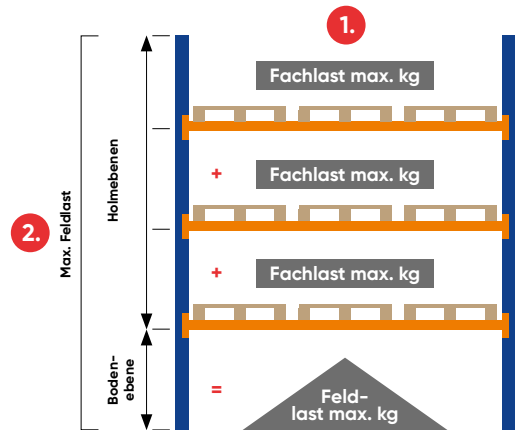 1.
Fachlast max. kg
+
Fachlast max. kg
+
Fachlast max. kg
=
Feld-
last max. kg
2.
Max. Feldlast
Holmebenen
Boden-
ebene